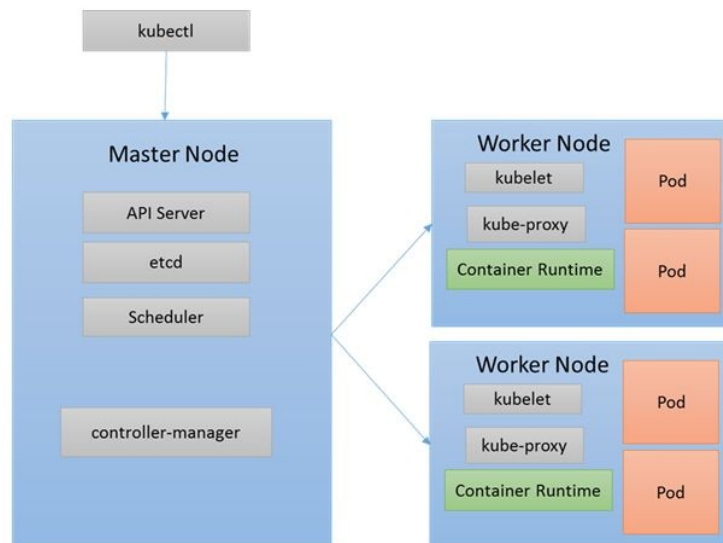 kubectl
Master Node
API Server
etcd
Scheduler
controller-manager
Worker Node
kubelet
kube-proxy
Container Runtime
Pod
Pod
Worker Node
kubelet
kube-proxy
Container Runtime
Pod
Pod